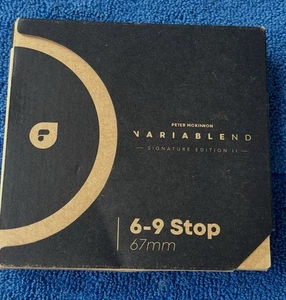 PETER MCKINNON
VARIABLEND
SIGNATURE EDITION II
6-9 Stop
67mm